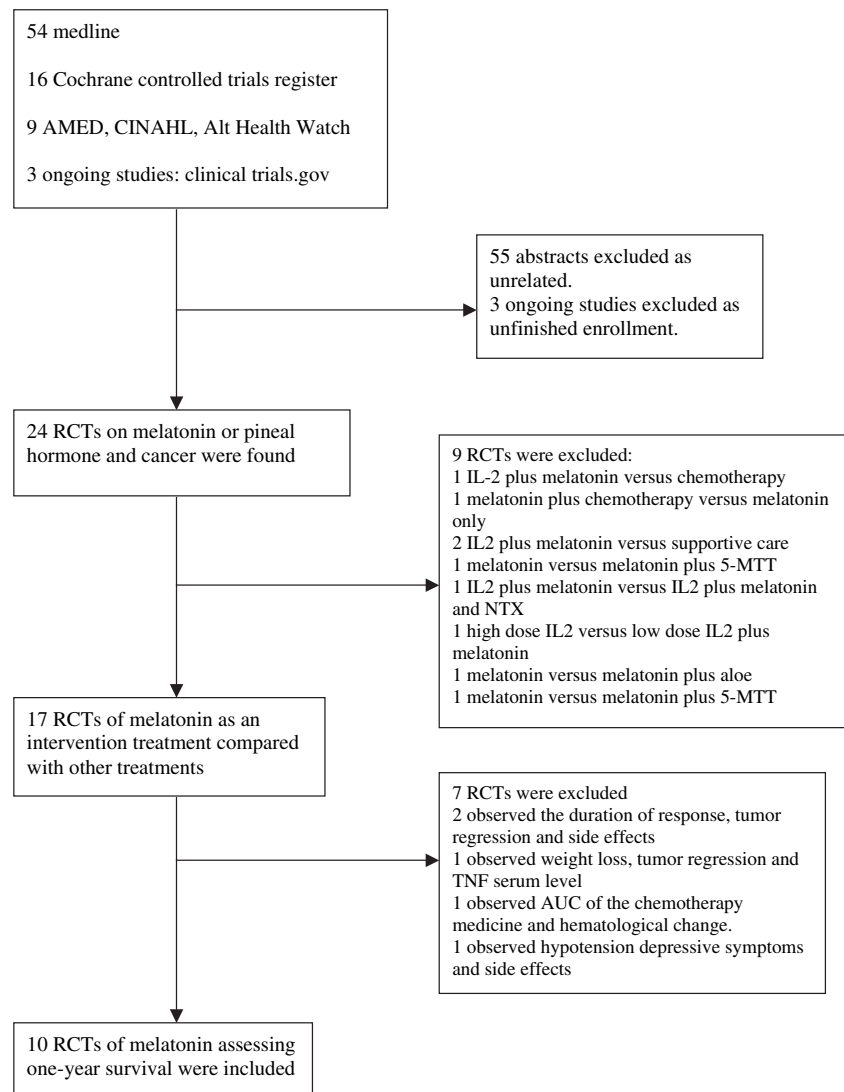 54 medline
16 Cochrane controlled trials register
9 AMED, CINAHL, Alt Health Watch
3 ongoing studies: clinical trials.gov
55 abstracts excluded as
unrelated.
3 ongoing studies excluded as
unfinished enrollment.
24 RCTs on melatonin or pineal
hormone and cancer were found
9 RCTs were excluded:
1 IL-2 plus melatonin versus chemotherapy
1 melatonin plus chemotherapy versus melatonin
only
2 IL2 plus melatonin versus supportive care
1 melatonin versus melatonin plus 5-MTT
1 IL2 plus melatonin versus IL2 plus melatonin
and NTX
1 high dose IL2 versus low dose IL2 plus
melatonin
1 melatonin versus melatonin plus aloe
1 melatonin versus melatonin plus 5-MTT
17 RCTs of melatonin as an
intervention treatment compared
with other treatments
7 RCTs were excluded
2 observed the duration of response, tumor
regression and side effects
1 observed weight loss, tumor regression and
TNF serum level
1 observed AUC of the chemotherapy
medicine and hematological change.
1 observed hypotension depressive symptoms
and side effects
10 RCTs of melatonin assessing
one-year survival were included